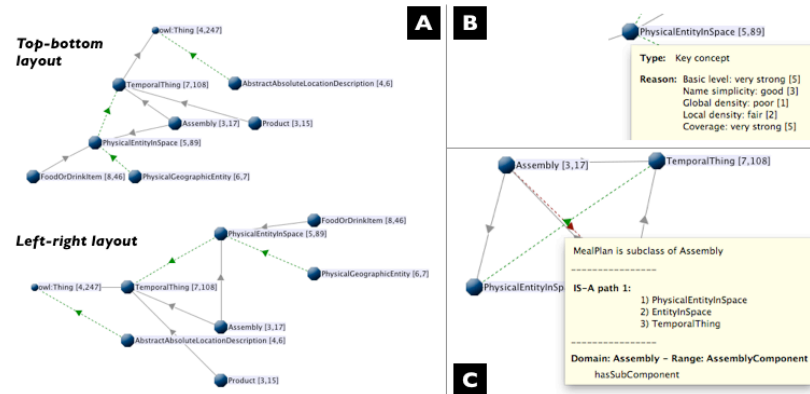 A
Top-bottom
layout
owl:Thing [4,247]
TemporalThing [7,108]
AbstractAbsoluteLocationDescription [4,6]
Assembly [3,17]
Product [3,15]
PhysicalEntityInSpace [5,89]
FoodOrDrinkItem [8,46]
PhysicalGeographicEntity [6,7]
Left-right layout
FoodOrDrinkItem [8,46]
PhysicalEntityInSpace [5,89]
PhysicalGeographicEntity [6,7]
owl:Thing [4,247]
TemporalThing [7,108]
Assembly [3,17]
AbstractAbsoluteLocationDescription [4,6]
Product [3,15]
B
PhysicalEntityInSpace [5,89]
Type: Key concept
Reason: Basic level: very strong [5]
Name simplicity: good [3]
Global density: poor [1]
Local density: fair [2]
Coverage: very strong [5]
Assembly [3,17]
TemporalThing [7,108]
PhysicalEntityInSp
MealPlan is subclass of Assembly
----------------
IS-A path 1:
1) PhysicalEntityInSpace
2) EntityInSpace
3) TemporalThing
----------------
Domain: Assembly - Range: AssemblyComponent
hasSubComponent
C